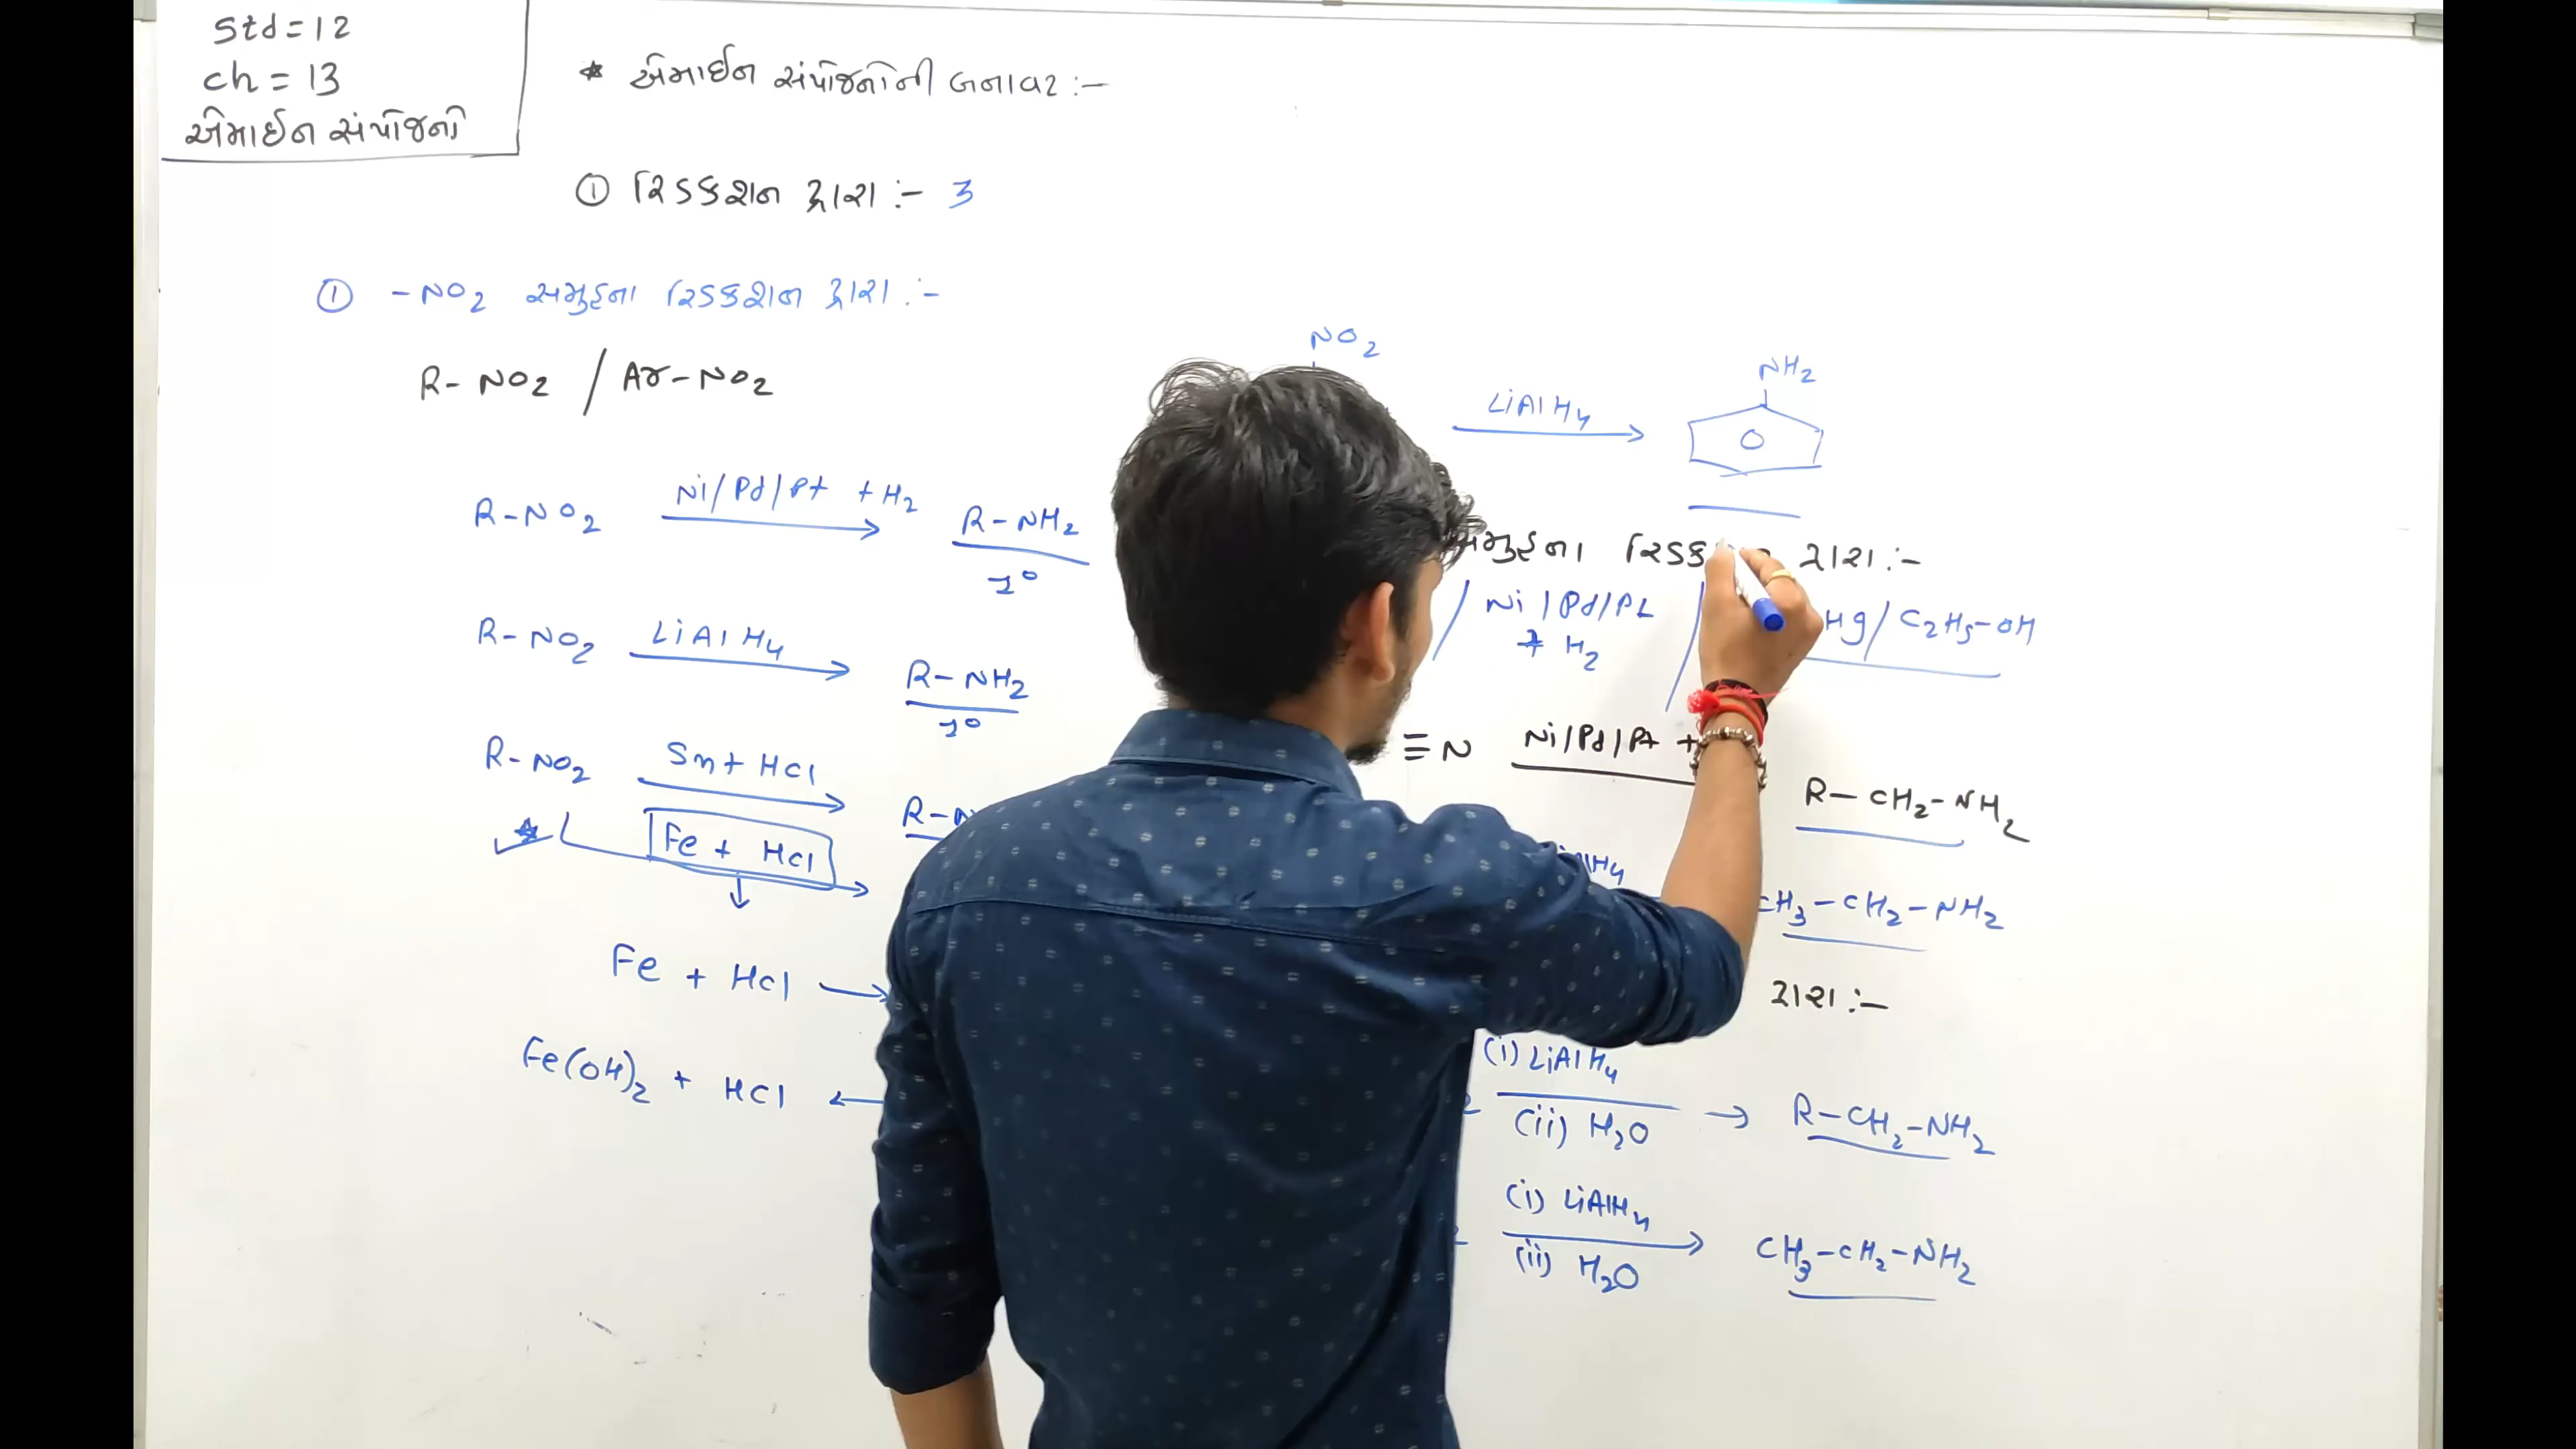 Std = 12
ch = 13
એમાઈન સંયોજનો
* એમાઈન સંયોજનોની બનાવટ :-
① રિડક્શન દ્વારા :- 3
① -NO2 સમુહના રિડક્શન દ્વારા :-
R- NO2 / Ar-NO2
R-NO2 Ni/Pd/Pt + H2 → R-NH2
1°
R- NO2 LiAlH4 → R- NH2
1°
R- NO2 Sn + HCl →
Fe + HCl →
↓
Fe + HCl →
Fe(OH)2 + HCl ←
NO2
LiAlH4 → NH2
સમુહના દ્વારા :-
/ Ni /Pd/Pt / Hg/ C2H5-OH
+ H2
≡N Ni/Pd/Pt +
R- CH2-NH2
CH3-CH2-NH2
દ્વારા :-
(i) LiAlH4
(ii) H2O → R-CH2-NH2
(i) LiAlH4
(ii) H2O → CH3-CH2-NH2